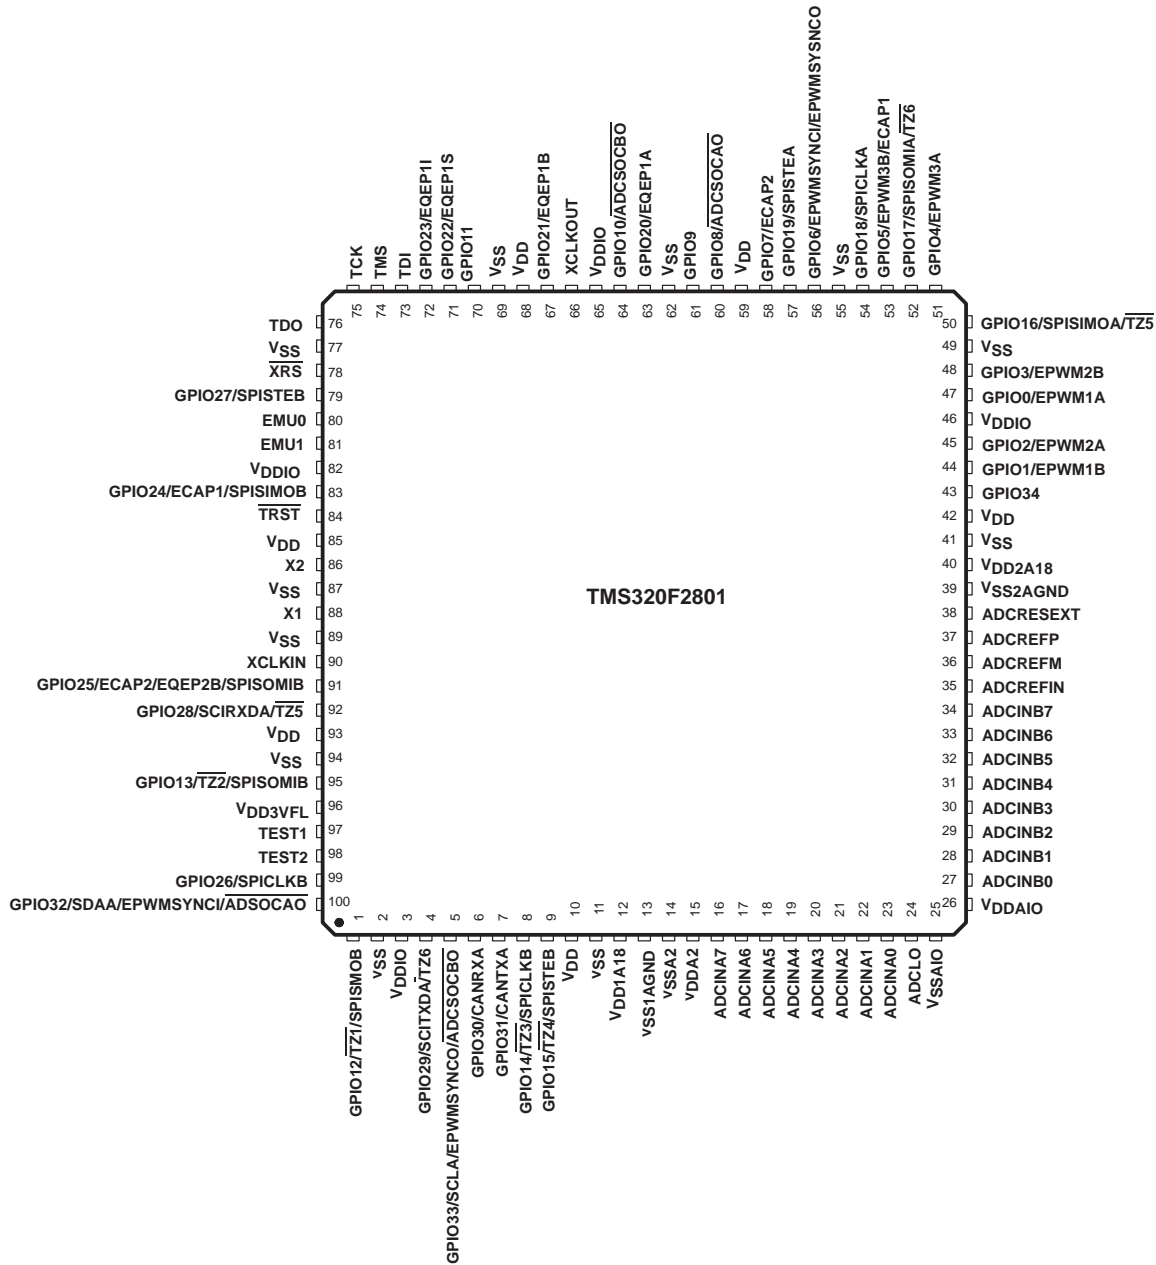 TCK
TMS
TDI
GPIO23/EQEP1I
GPIO22/EQEP1S
GPIO11
VSS
VDD
GPIO21/EQEP1B
XCLKOUT
VDDIO
GPIO10/ADCSOCBO
GPIO20/EQEP1A
VSS
GPIO9
GPIO8/ADCSOCAO
VDD
GPIO7/ECAP2
GPIO19/SPISTEA
GPIO6/EPWMSYNCI/EPWMSYSNCO
VSS
GPIO18/SPICLKA
GPIO5/EPWM3B/ECAP1
GPIO17/SPISOMIA/TZ6
GPIO4/EPWM3A
75 74 73 72 71 70 69 68 67 66 65 64 63 62 61 60 59 58 57 56 55 54 53 52 51
TDO 76
VSS 77
XRS 78
GPIO27/SPISTEB 79
EMU0 80
EMU1 81
VDDIO 82
GPIO24/ECAP1/SPISIMOB 83
TRST 84
VDD 85
X2 86
VSS 87
X1 88
VSS 89
XCLKIN 90
GPIO25/ECAP2/EQEP2B/SPISOMIB 91
GPIO28/SCIRXDA/TZ5 92
VDD 93
VSS 94
GPIO13/TZ2/SPISOMIB 95
VDD3VFL 96
TEST1 97
TEST2 98
GPIO26/SPICLKB 99
GPIO32/SDAA/EPWMSYNCI/ADSOCAO 100
TMS320F2801
50 GPIO16/SPISIMOA/TZ5
49 VSS
48 GPIO3/EPWM2B
47 GPIO0/EPWM1A
46 VDDIO
45 GPIO2/EPWM2A
44 GPIO1/EPWM1B
43 GPIO34
42 VDD
41 VSS
40 VDD2A18
39 VSS2AGND
38 ADCRESEXT
37 ADCREFP
36 ADCREFM
35 ADCREFIN
34 ADCINB7
33 ADCINB6
32 ADCINB5
31 ADCINB4
30 ADCINB3
29 ADCINB2
28 ADCINB1
27 ADCINB0
26 VDDAIO
1 2 3 4 5 6 7 8 9 10 11 12 13 14 15 16 17 18 19 20 21 22 23 24 25
GPIO12/TZ1/SPISMOB
VSS
VDDIO
GPIO29/SCITXDA/TZ6
GPIO33/SCLA/EPWMSYNCO/ADCSOCBO
GPIO30/CANRXA
GPIO31/CANTXA
GPIO14/TZ3/SPICLKB
GPIO15/TZ4/SPISTEB
VDD
VSS
VDD1A18
VSS1AGND
VSSA2
VDDA2
ADCINA7
ADCINA6
ADCINA5
ADCINA4
ADCINA3
ADCINA2
ADCINA1
ADCINA0
ADCLO
VSSAIO